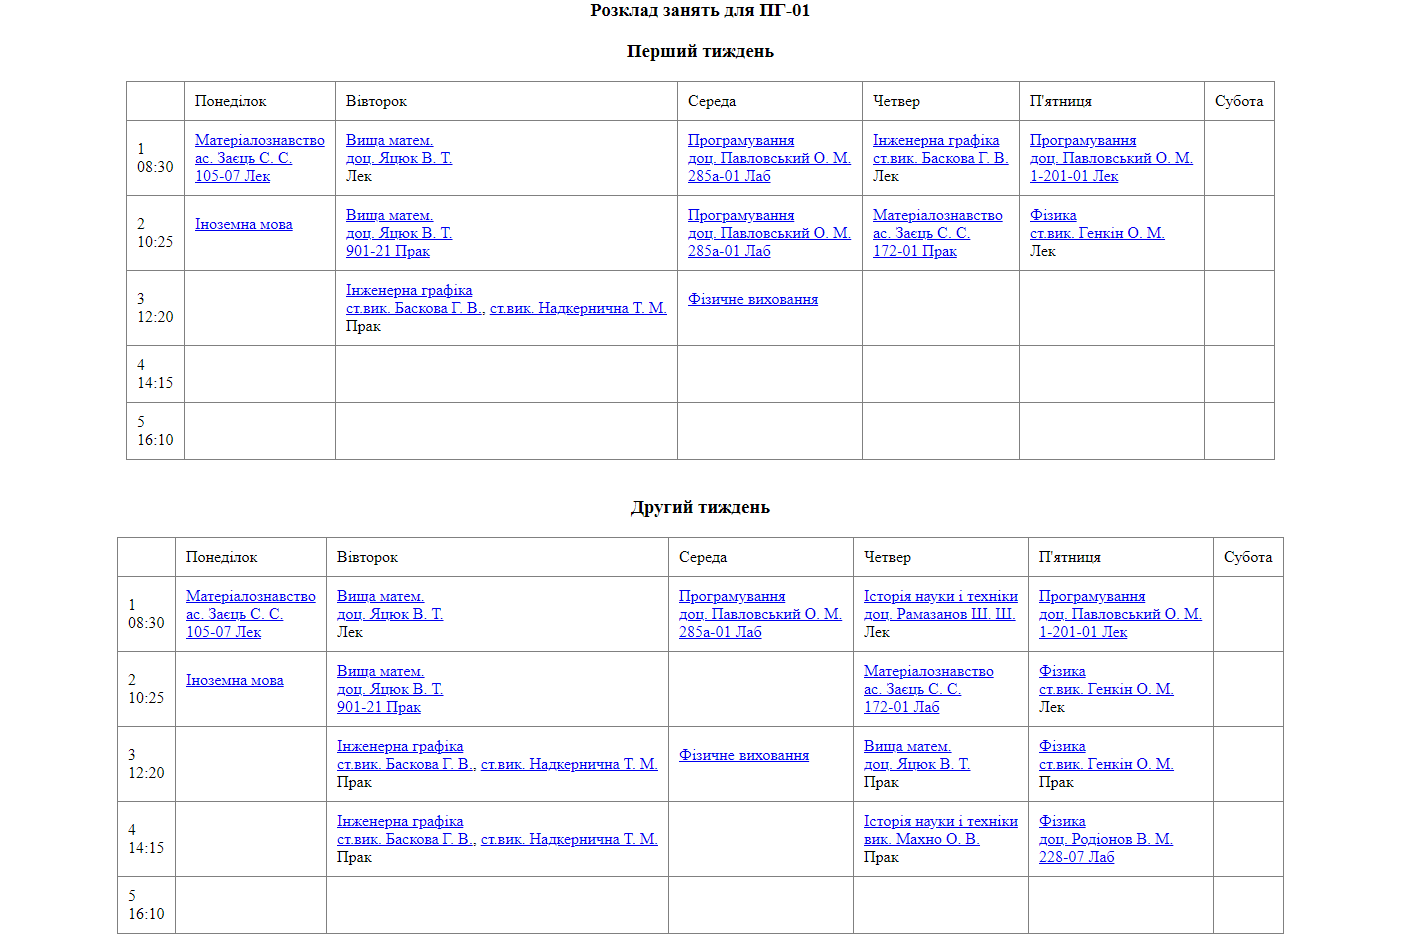 Розклад занять для ПГ-01
Перший тиждень
Понеділок Вівторок Середа Четвер П'ятниця Субота
1
08:30
Матеріалознавство
ас. Заєць С. С.
105-07 Лек
Вища матем.
доц. Яцюк В. Т.
Лек
Програмування
доц. Павловський О. М.
285а-01 Лаб
Інженерна графіка
ст.вик. Баскова Г. В.
Лек
Програмування
доц. Павловський О. М.
1-201-01 Лек
2
10:25
Іноземна мова
Вища матем.
доц. Яцюк В. Т.
901-21 Прак
Програмування
доц. Павловський О. М.
285а-01 Лаб
Матеріалознавство
ас. Заєць С. С.
172-01 Прак
Фізика
ст.вик. Генкін О. М.
Лек
3
12:20
Інженерна графіка
ст.вик. Баскова Г. В., ст.вик. Надкернична Т. М.
Прак
Фізичне виховання
4
14:15
5
16:10
Другий тиждень
Понеділок Вівторок Середа Четвер П'ятниця Субота
1
08:30
Матеріалознавство
ас. Заєць С. С.
105-07 Лек
Вища матем.
доц. Яцюк В. Т.
Лек
Програмування
доц. Павловський О. М.
285а-01 Лаб
Історія науки і техніки
доц. Рамазанов Ш. Ш.
Лек
Програмування
доц. Павловський О. М.
1-201-01 Лек
2
10:25
Іноземна мова
Вища матем.
доц. Яцюк В. Т.
901-21 Прак
Матеріалознавство
ас. Заєць С. С.
172-01 Лаб
Фізика
ст.вик. Генкін О. М.
Лек
3
12:20
Інженерна графіка
ст.вик. Баскова Г. В., ст.вик. Надкернична Т. М.
Прак
Фізичне виховання
Вища матем.
доц. Яцюк В. Т.
Прак
Фізика
ст.вик. Генкін О. М.
Прак
4
14:15
Інженерна графіка
ст.вик. Баскова Г. В., ст.вик. Надкернична Т. М.
Прак
Історія науки і техніки
вик. Махно О. В.
Прак
Фізика
доц. Родіонов В. М.
228-07 Лаб
5
16:10